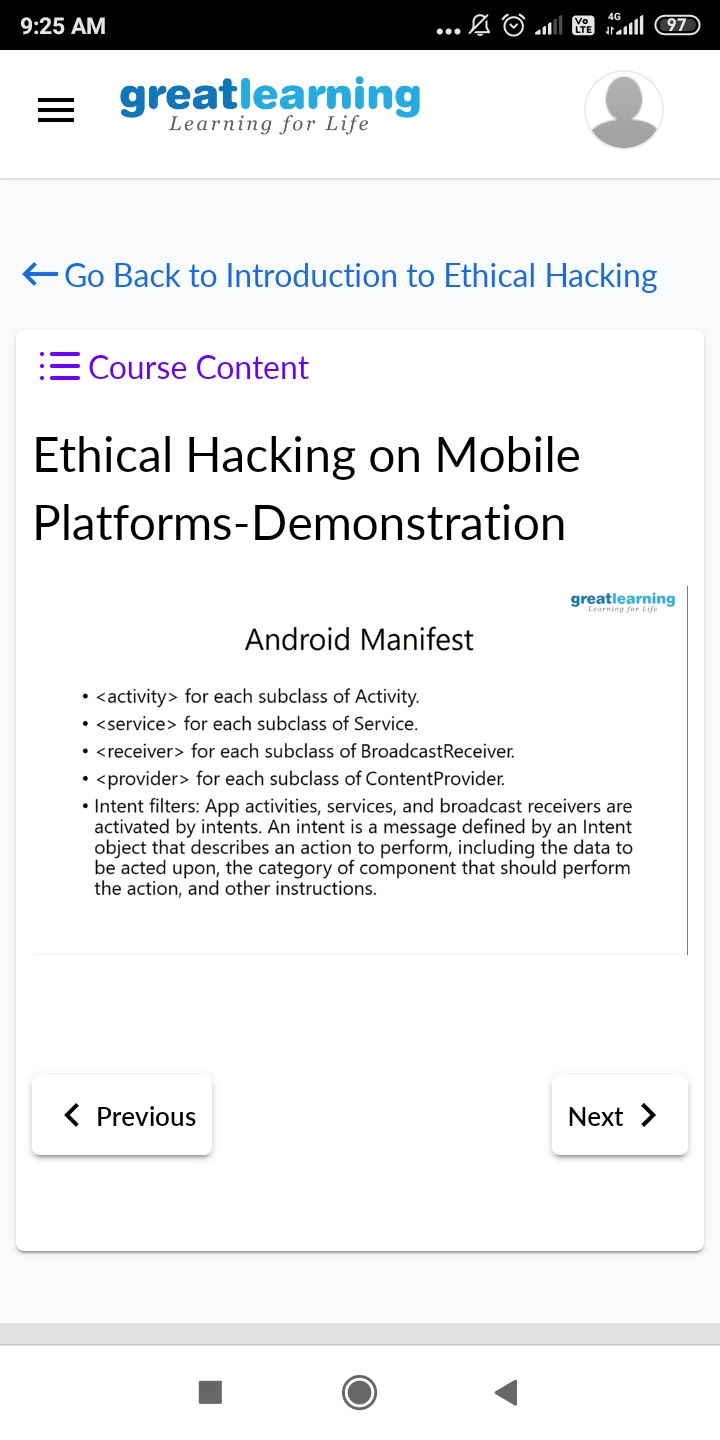 9:25 AM
Vo LTE
4G
97
greatlearning
Learning for Life
Go Back to Introduction to Ethical Hacking
Course Content
Ethical Hacking on Mobile
Platforms-Demonstration
greatlearning
Learning for Life
Android Manifest
• <activity> for each subclass of Activity.
• <service> for each subclass of Service.
• <receiver> for each subclass of BroadcastReceiver.
• <provider> for each subclass of ContentProvider.
• Intent filters: App activities, services, and broadcast receivers are
activated by intents. An intent is a message defined by an Intent
object that describes an action to perform, including the data to
be acted upon, the category of component that should perform
the action, and other instructions.
Previous
Next